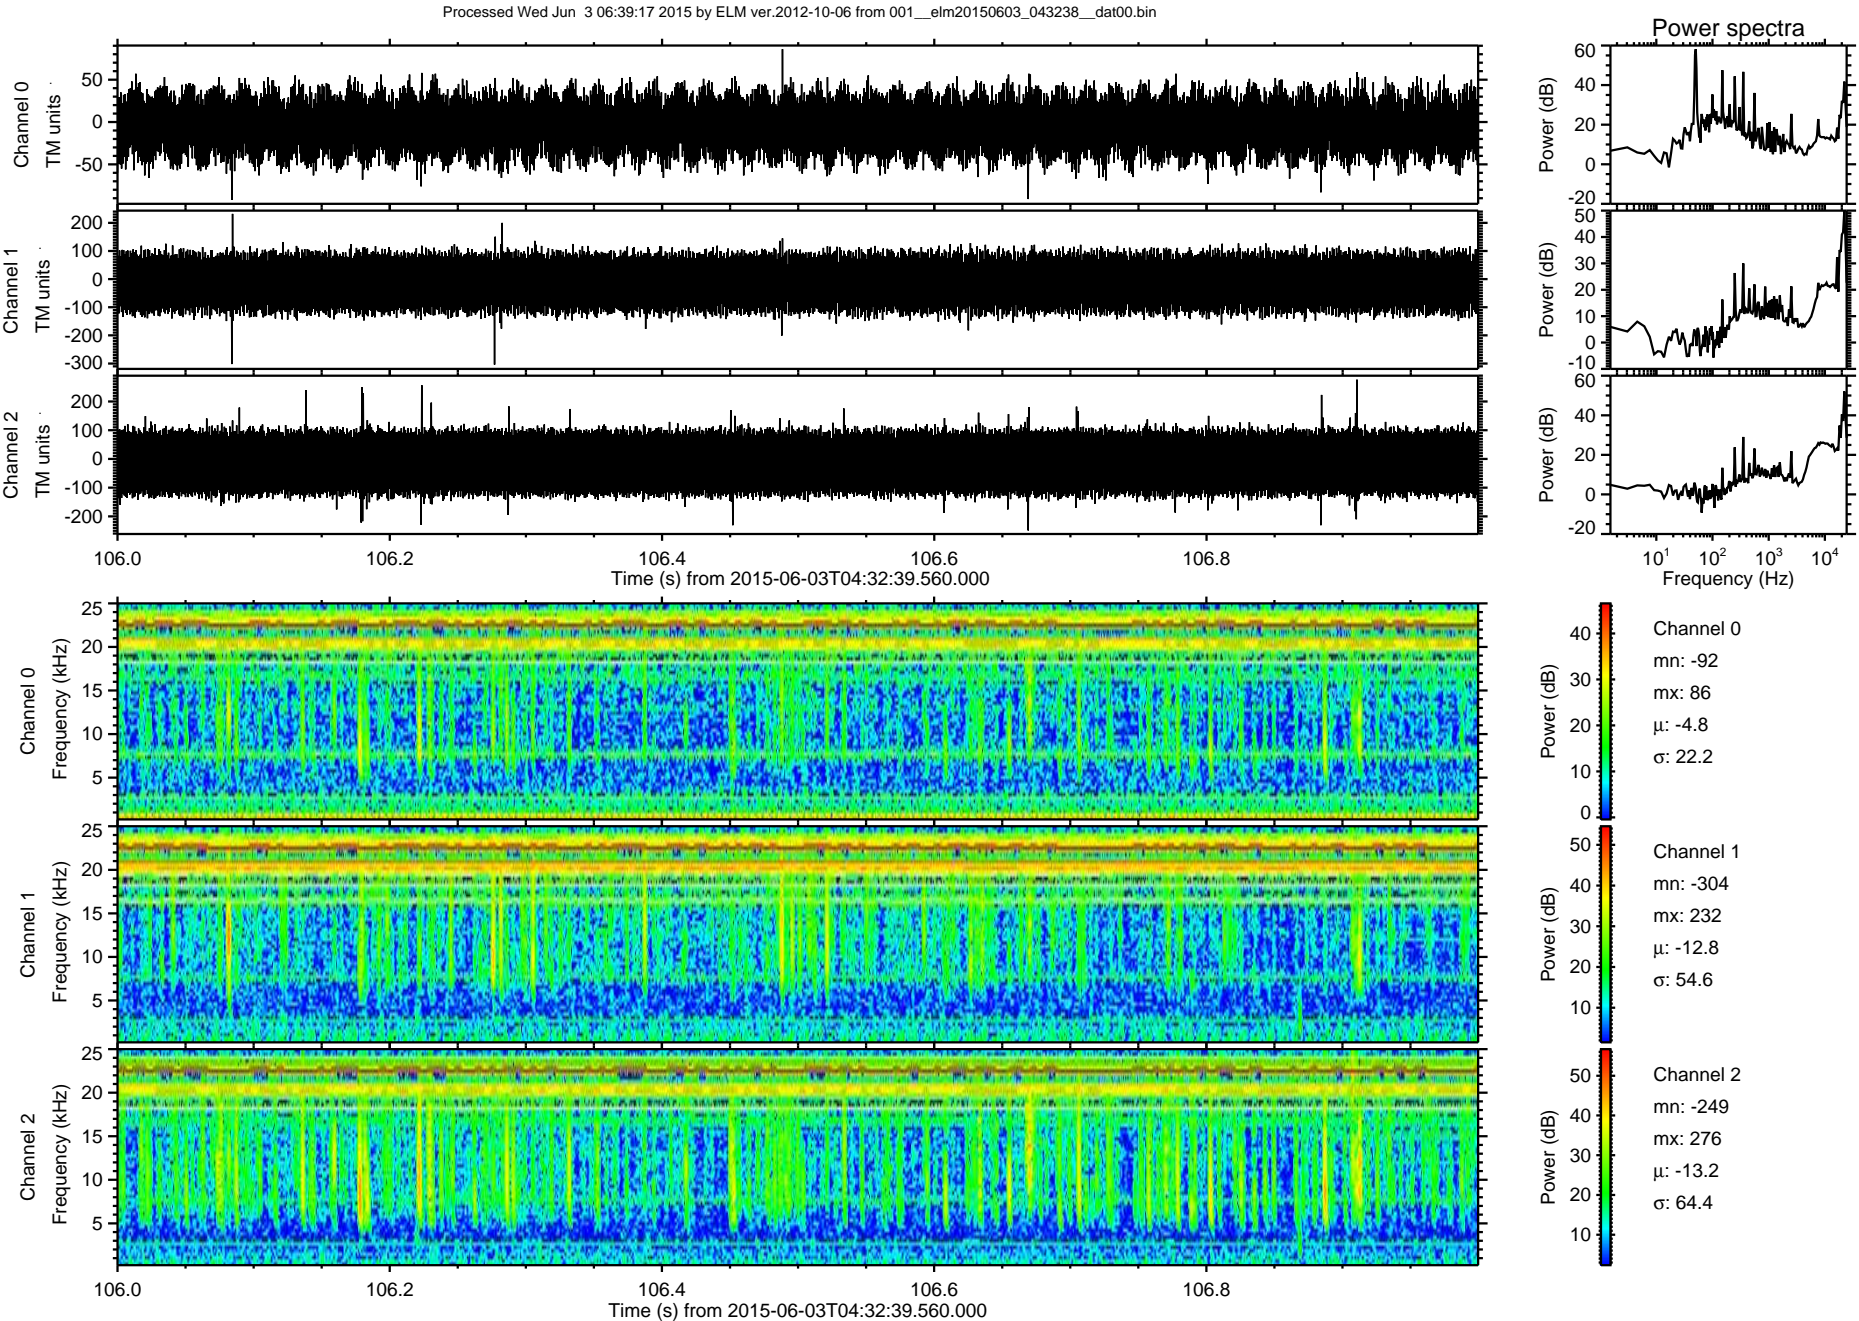 Processed Wed Jun 3 06:39:17 2015 by ELM ver.2012-10-06 from 001__elm20150603_043238__dat00.bin
Power spectra
Channel 0
TM units
50
0
-50
Power (dB)
60
40
20
0
-20
Channel 1
TM units
200
100
0
-100
-200
-300
Power (dB)
50
40
30
20
10
0
-10
Channel 2
TM units
200
100
0
-100
-200
Power (dB)
60
40
20
0
-20
106.0 106.2 106.4 106.6 106.8
Time (s) from 2015-06-03T04:32:39.560.000
10^1 10^2 10^3 10^4
Frequency (Hz)
Channel 0
Frequency (kHz)
25
20
15
10
5
Power (dB)
40
30
20
10
0
Channel 0
mn: -92
mx: 86
μ: -4.8
σ: 22.2
Channel 1
Frequency (kHz)
25
20
15
10
5
Power (dB)
50
40
30
20
10
Channel 1
mn: -304
mx: 232
μ: -12.8
σ: 54.6
Channel 2
Frequency (kHz)
25
20
15
10
5
Power (dB)
50
40
30
20
10
Channel 2
mn: -249
mx: 276
μ: -13.2
σ: 64.4
106.0 106.2 106.4 106.6 106.8
Time (s) from 2015-06-03T04:32:39.560.000